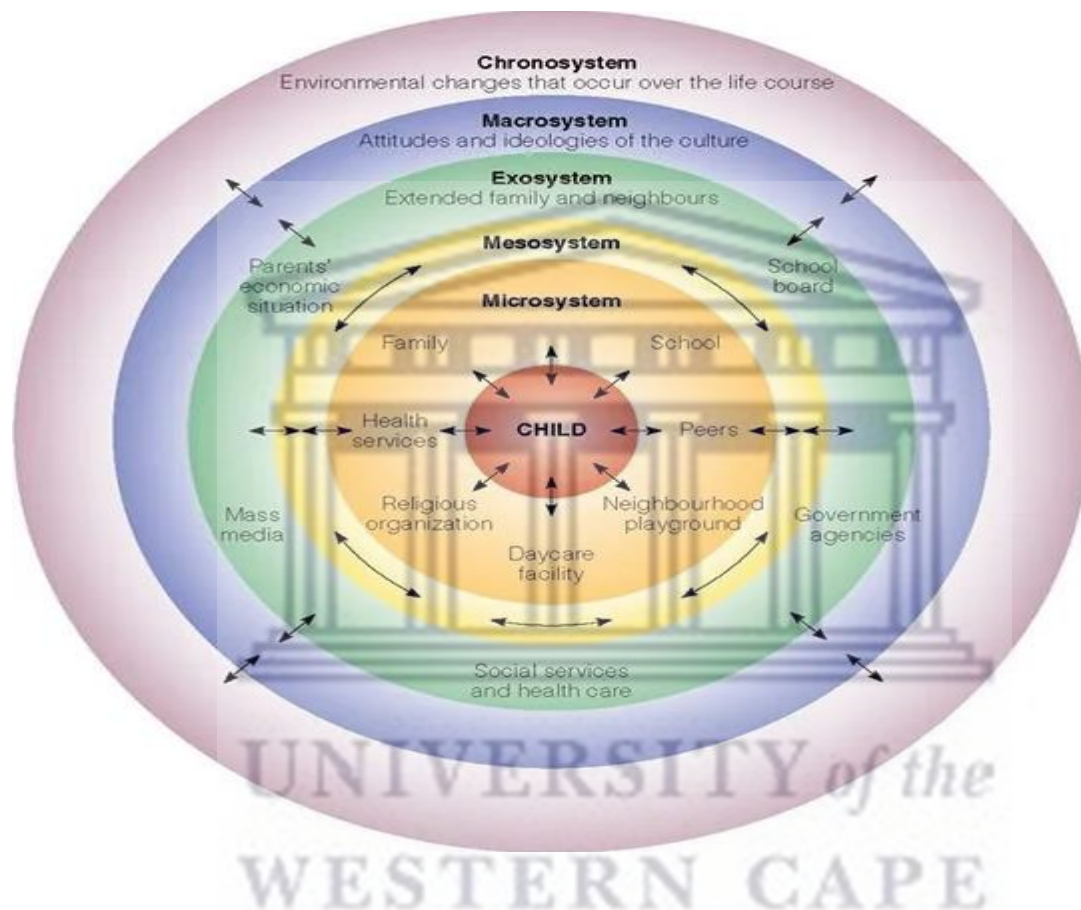 Chronosystem
Environmental changes that occur over the life course
Macrosystem
Attitudes and ideologies of the culture
Exosystem
Extended family and neighbours
Mesosystem
Parents'
economic
situation
School
board
Microsystem
Family
School
Health
services
CHILD
Peers
Religious
organization
Neighbourhood
playground
Mass
media
Government
agencies
Daycare
facility
Social services
and health care
UNIVERSITY of the
WESTERN CAPE